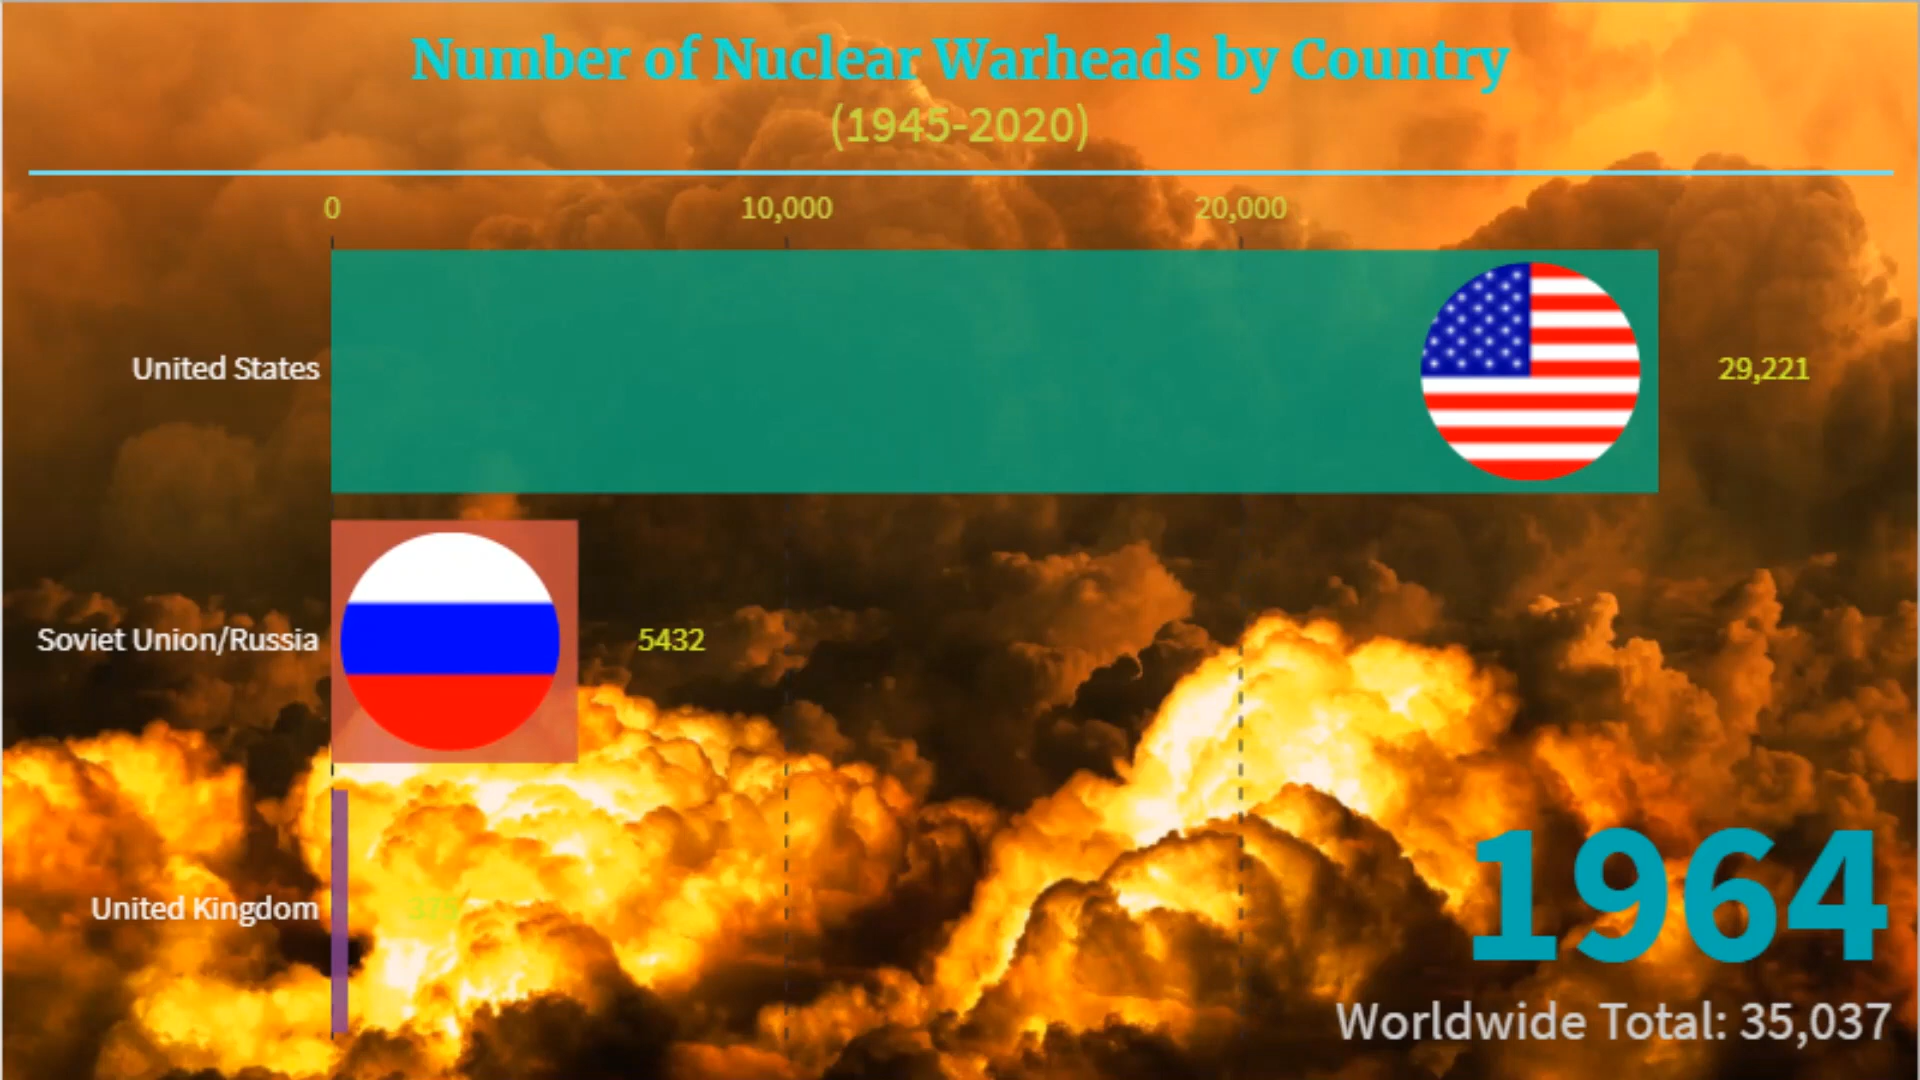 Number of Nuclear Warheads by Country
(1945-2020)
0 10,000 20,000
United States 29,221
Soviet Union/Russia 5432
United Kingdom
1964
Worldwide Total: 35,037